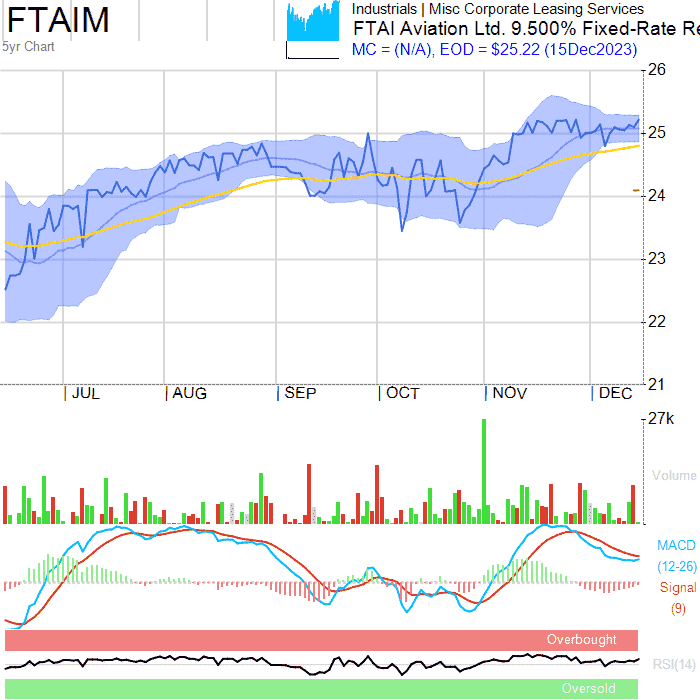 FTAIM
5yr Chart
Industrials | Misc Corporate Leasing Services
FTAI Aviation Ltd. 9.500% Fixed-Rate Re
MC = (N/A), EOD = $25.22 (15Dec2023)
26
25
24
23
22
21
JUL AUG SEP OCT NOV DEC
27k
Volume
MACD
(12-26)
Signal
(9)
Overbought
RSI(14)
Oversold